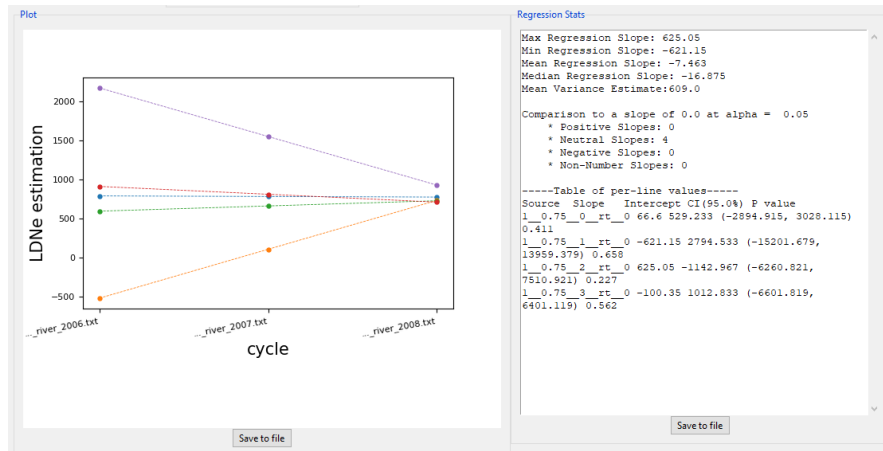 Plot
2000
1500
1000
500
0
−500
LDNe estimation
..._river_2006.txt
..._river_2007.txt
..._river_2008.txt
cycle
Save to file
Regression Stats
Max Regression Slope: 625.05
Min Regression Slope: -621.15
Mean Regression Slope: -7.463
Median Regression Slope: -16.875
Mean Variance Estimate:609.0
Comparison to a slope of 0.0 at alpha =  0.05
* Positive Slopes: 0
* Neutral Slopes: 4
* Negative Slopes: 0
* Non-Number Slopes: 0
-----Table of per-line values-----
Source  Slope   Intercept CI(95.0%) P value
1__0.75__0__rt__0 66.6 529.233 (-2894.915, 3028.115)
0.411
1__0.75__1__rt__0 -621.15 2794.533 (-15201.679,
13959.379) 0.658
1__0.75__2__rt__0 625.05 -1142.967 (-6260.821,
7510.921) 0.227
1__0.75__3__rt__0 -100.35 1012.833 (-6601.819,
6401.119) 0.562
Save to file